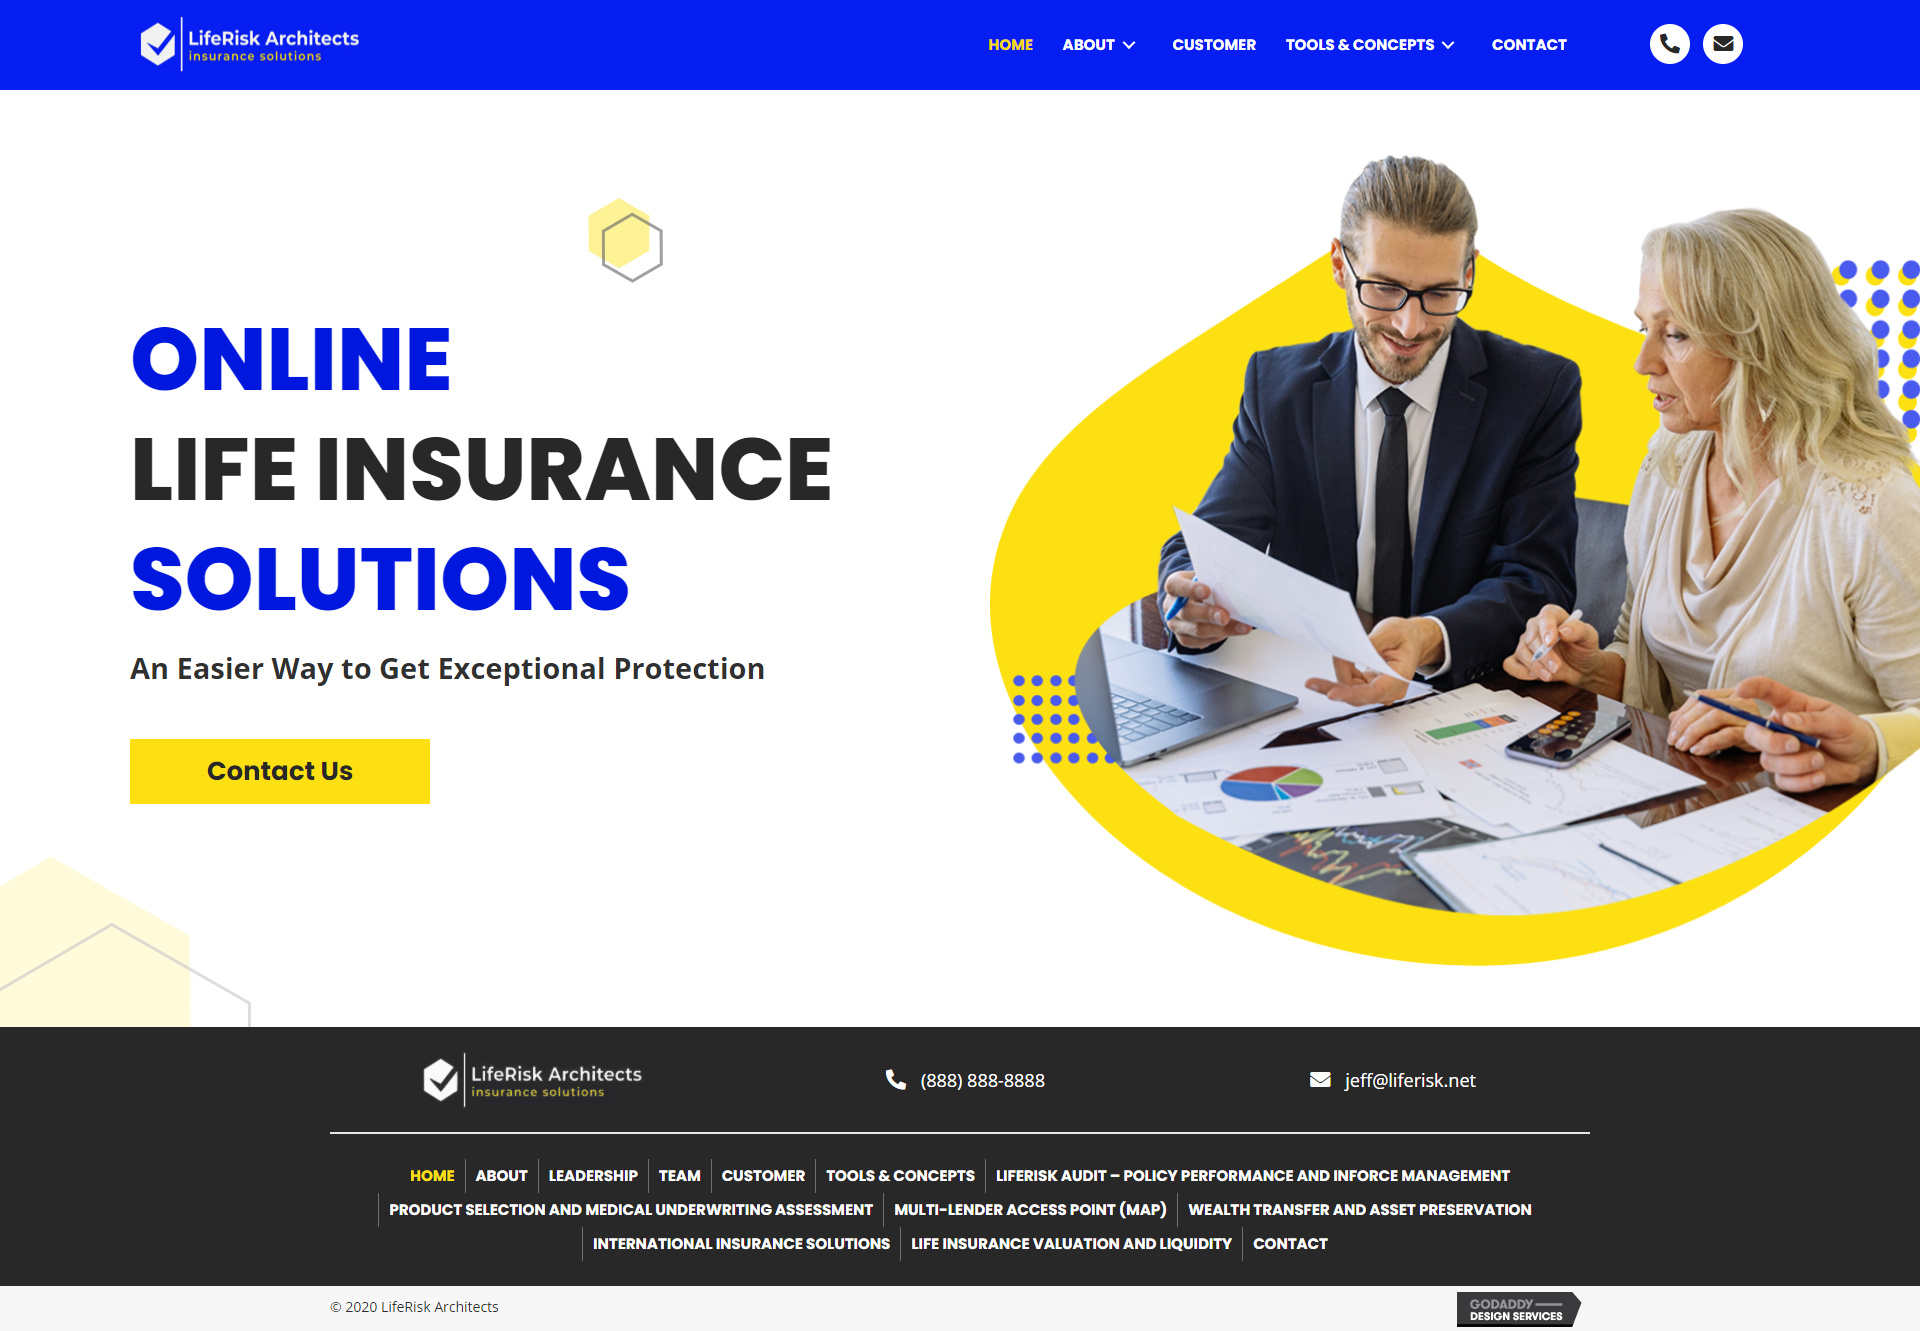 LifeRisk Architects
insurance solutions
HOME
ABOUT
CUSTOMER
TOOLS & CONCEPTS
CONTACT
ONLINE
LIFE INSURANCE
SOLUTIONS
An Easier Way to Get Exceptional Protection
Contact Us
LifeRisk Architects
insurance solutions
(888) 888-8888
jeff@liferisk.net
HOME ABOUT LEADERSHIP TEAM CUSTOMER TOOLS & CONCEPTS LIFERISK AUDIT – POLICY PERFORMANCE AND INFORCE MANAGEMENT
PRODUCT SELECTION AND MEDICAL UNDERWRITING ASSESSMENT MULTI-LENDER ACCESS POINT (MAP) WEALTH TRANSFER AND ASSET PRESERVATION
INTERNATIONAL INSURANCE SOLUTIONS LIFE INSURANCE VALUATION AND LIQUIDITY CONTACT
© 2020 LifeRisk Architects
GODADDY
DESIGN SERVICES